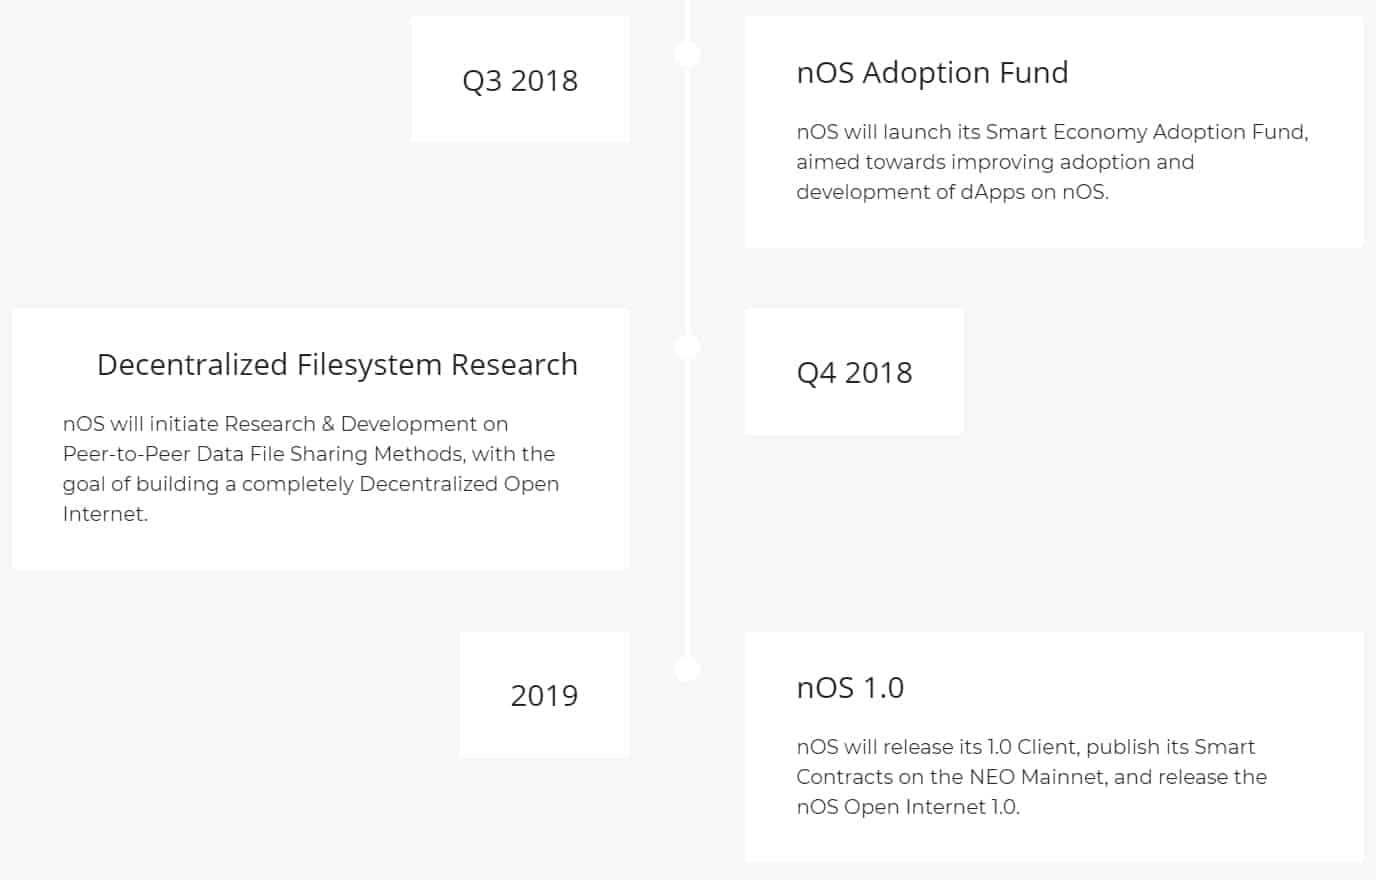 Q3 2018
nOS Adoption Fund
nOS will launch its Smart Economy Adoption Fund,
aimed towards improving adoption and
development of dApps on nOS.
Decentralized Filesystem Research
nOS will initiate Research & Development on
Peer-to-Peer Data File Sharing Methods, with the
goal of building a completely Decentralized Open
Internet.
Q4 2018
2019
nOS 1.0
nOS will release its 1.0 Client, publish its Smart
Contracts on the NEO Mainnet, and release the
nOS Open Internet 1.0.